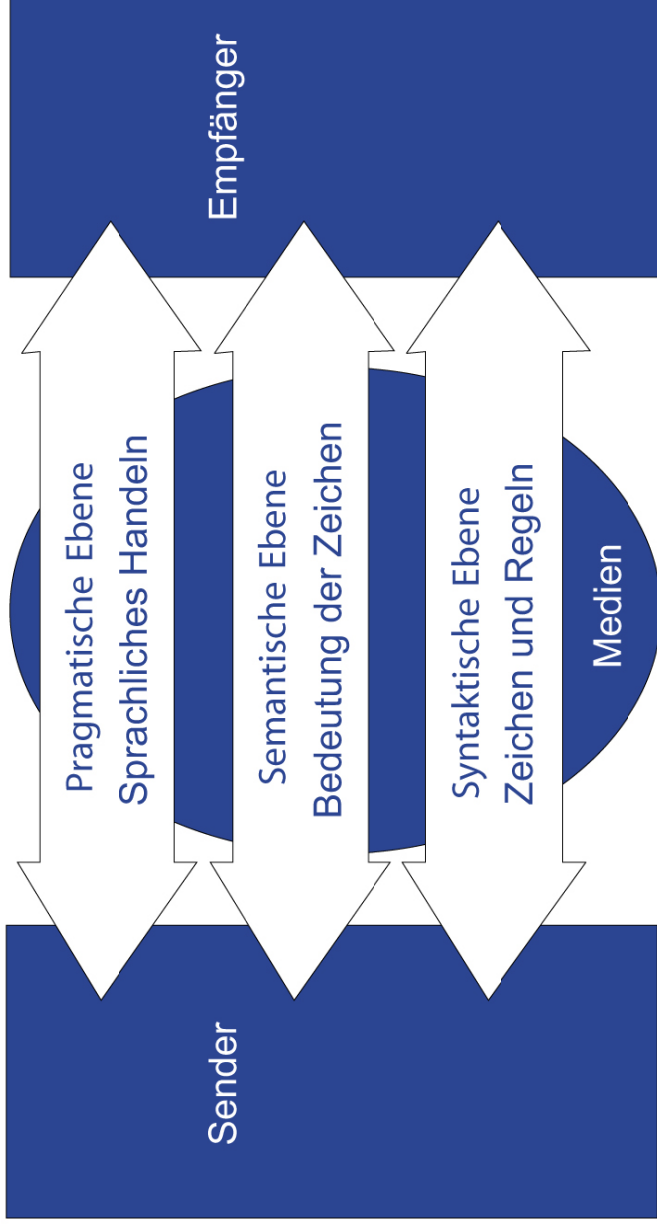 Sender
Pragmatische Ebene
Sprachliches Handeln
Semantische Ebene
Bedeutung der Zeichen
Syntaktische Ebene
Zeichen und Regeln
Medien
Empfänger